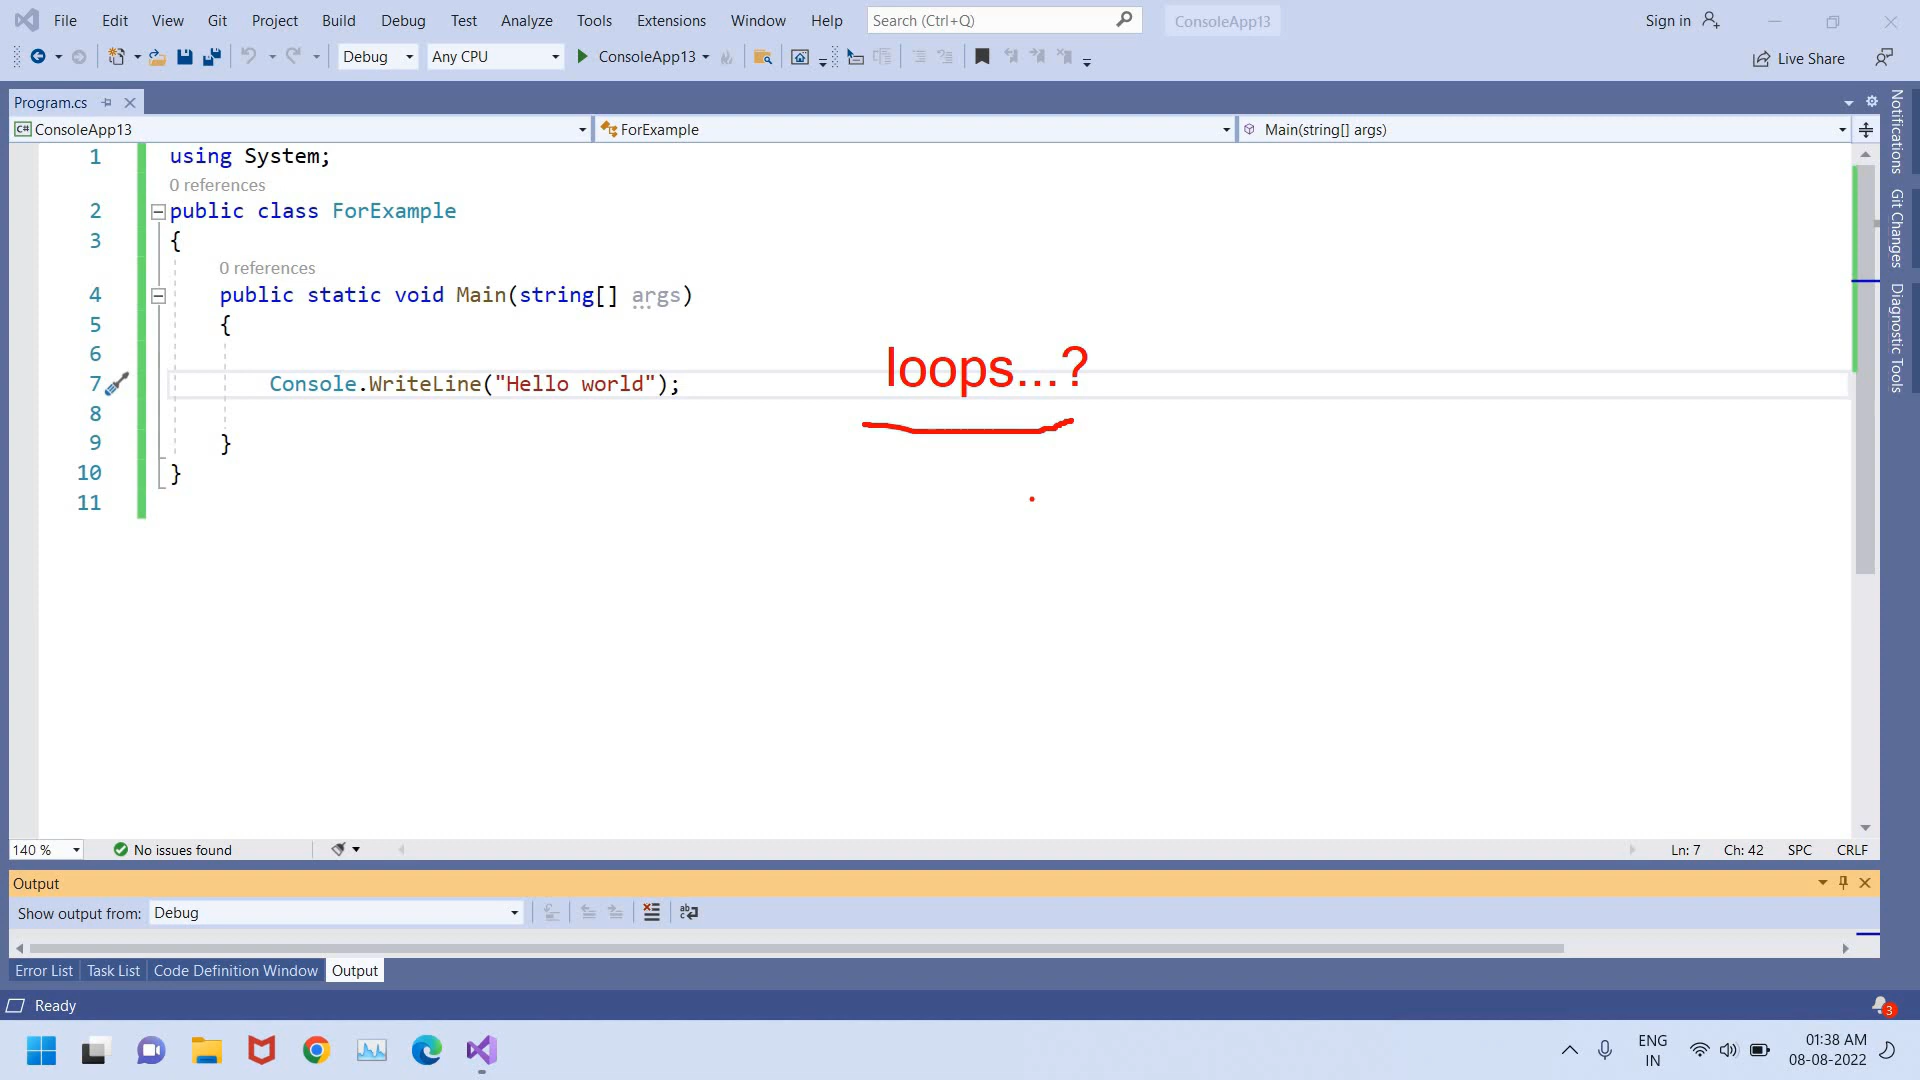 File Edit View Git Project Build Debug Test Analyze Tools Extensions Window Help Search (Ctrl+Q) ConsoleApp13 Sign in
Debug Any CPU ConsoleApp13 Live Share
Program.cs
ConsoleApp13 ForExample Main(string[] args)
1 using System;
0 references
2 public class ForExample
3 {
0 references
4 public static void Main(string[] args)
5 {
6
7 Console.WriteLine("Hello world");
8
9 }
10 }
11
loops...?
Notifications
Git Changes
Diagnostic Tools
140 % No issues found Ln: 7 Ch: 42 SPC CRLF
Output
Show output from: Debug
Error List Task List Code Definition Window Output
Ready 3
ENG
IN
01:38 AM
08-08-2022